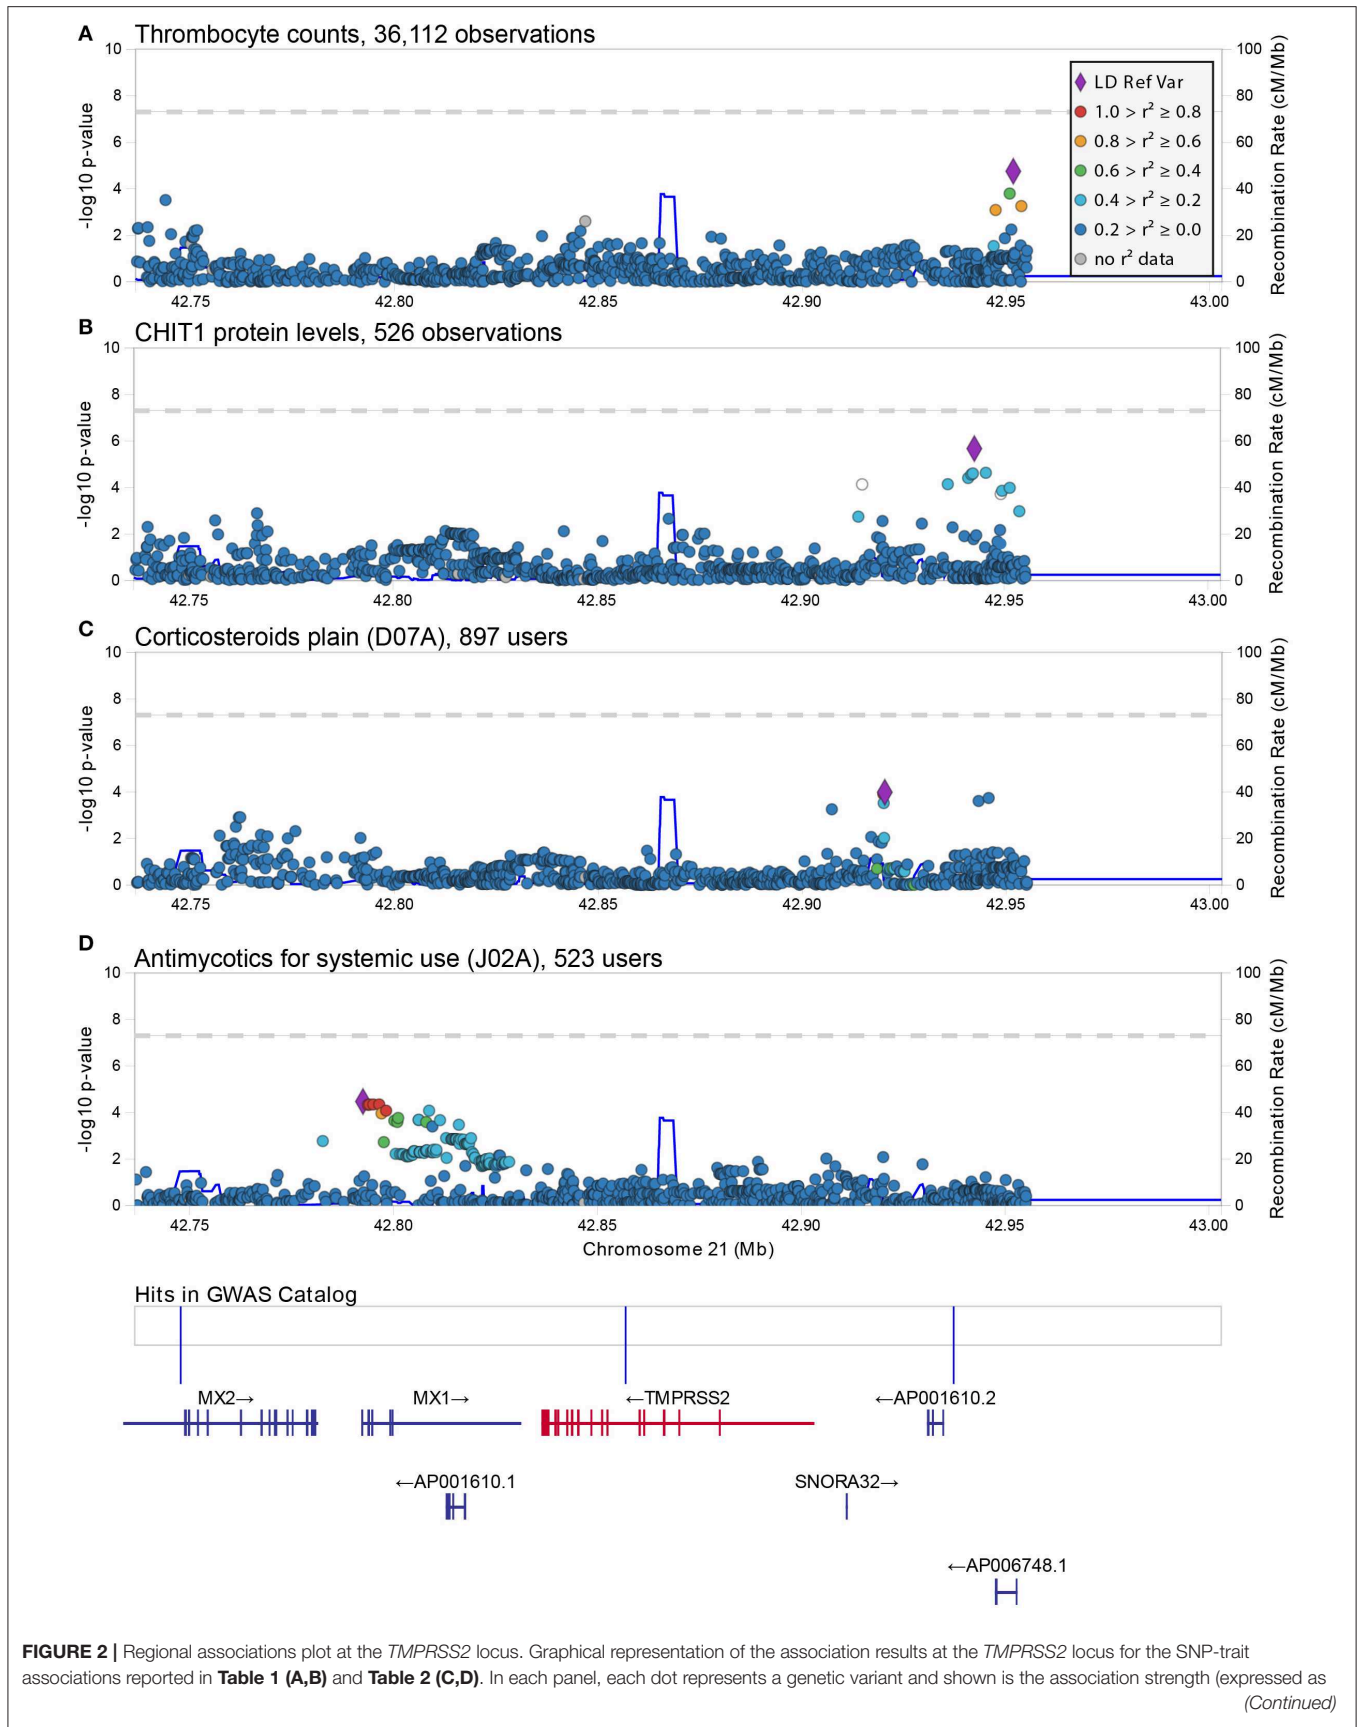 A Thrombocyte counts, 36,112 observations
10 8 6 4 2 0
-log10 p-value
100 80 60 40 20 0
Recombination Rate (cM/Mb)
LD Ref Var
1.0 > r² ≥ 0.8
0.8 > r² ≥ 0.6
0.6 > r² ≥ 0.4
0.4 > r² ≥ 0.2
0.2 > r² ≥ 0.0
no r² data
42.75 42.80 42.85 42.90 42.95 43.00
B CHIT1 protein levels, 526 observations
10 8 6 4 2 0
-log10 p-value
100 80 60 40 20 0
Recombination Rate (cM/Mb)
42.75 42.80 42.85 42.90 42.95 43.00
C Corticosteroids plain (D07A), 897 users
10 8 6 4 2 0
-log10 p-value
100 80 60 40 20 0
Recombination Rate (cM/Mb)
42.75 42.80 42.85 42.90 42.95 43.00
D Antimycotics for systemic use (J02A), 523 users
10 8 6 4 2 0
-log10 p-value
100 80 60 40 20 0
Recombination Rate (cM/Mb)
42.75 42.80 42.85 42.90 42.95 43.00
Chromosome 21 (Mb)
Hits in GWAS Catalog
MX2→ MX1→ ←TMPRSS2 ←AP001610.2
←AP001610.1 SNORA32→
←AP006748.1
FIGURE 2 | Regional associations plot at the TMPRSS2 locus. Graphical representation of the association results at the TMPRSS2 locus for the SNP-trait
associations reported in Table 1 (A,B) and Table 2 (C,D). In each panel, each dot represents a genetic variant and shown is the association strength (expressed as
(Continued)